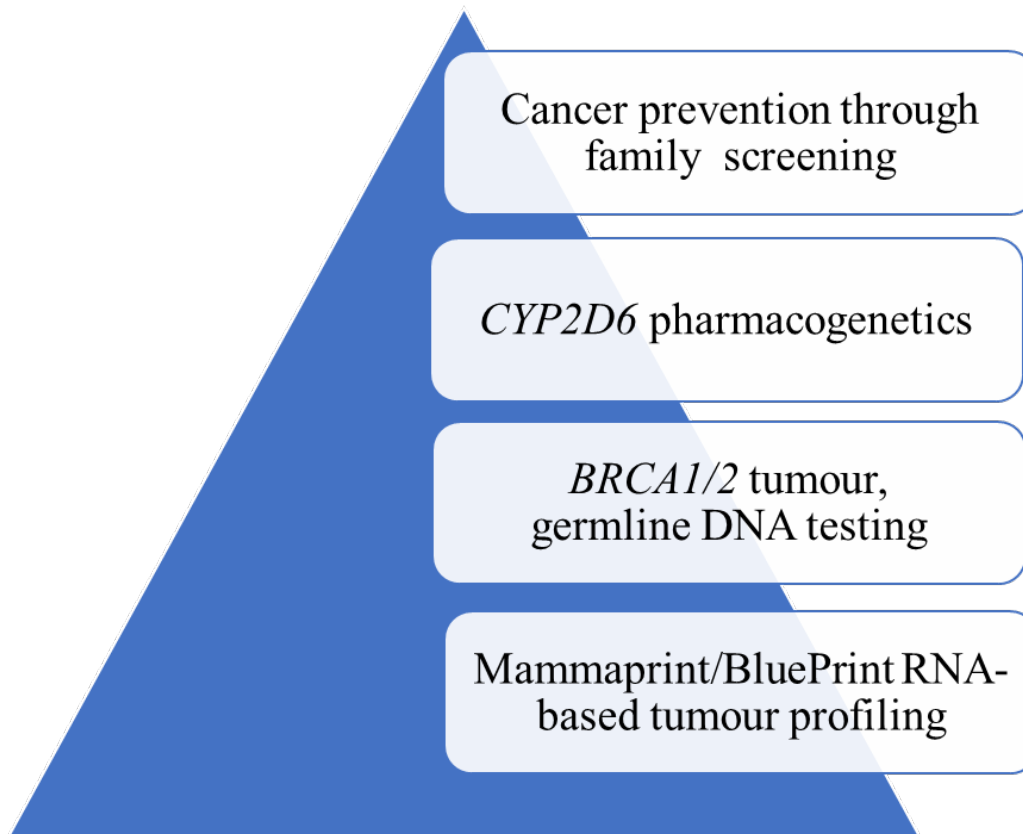 Cancer prevention through
family screening
CYP2D6 pharmacogenetics
BRCA1/2 tumour,
germline DNA testing
Mammaprint/BluePrint RNA-
based tumour profiling